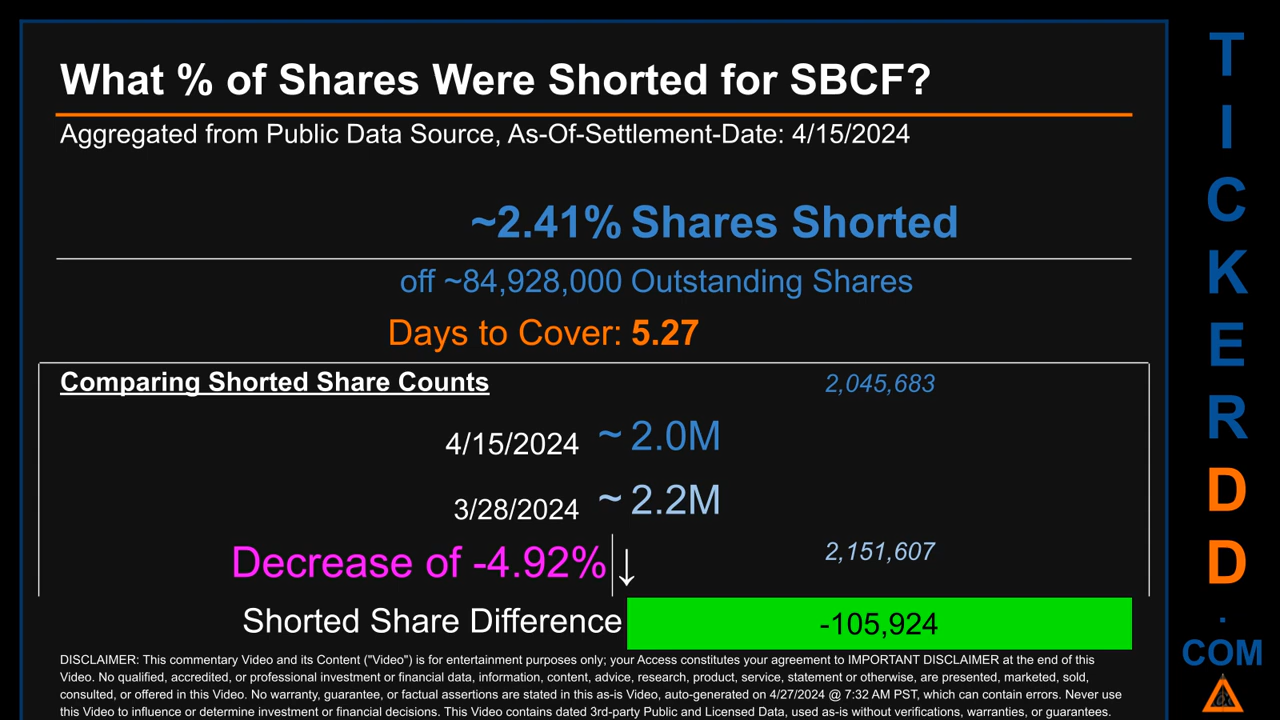 What % of Shares Were Shorted for SBCF?
Aggregated from Public Data Source, As-Of-Settlement-Date: 4/15/2024
~2.41% Shares Shorted
off ~84,928,000 Outstanding Shares
Days to Cover: 5.27
Comparing Shorted Share Counts
2,045,683
4/15/2024 ~ 2.0M
3/28/2024 ~ 2.2M
2,151,607
Decrease of -4.92% ↓
Shorted Share Difference -105,924
DISCLAIMER: This commentary Video and its Content ("Video") is for entertainment purposes only; your Access constitutes your agreement to IMPORTANT DISCLAIMER at the end of this
Video. No qualified, accredited, or professional investment or financial data, information, content, advice, research, product, service, statement or otherwise, are presented, marketed, sold,
consulted, or offered in this Video. No warranty, guarantee, or factual assertions are stated in this as-is Video, auto-generated on 4/27/2024 @ 7:32 AM PST, which can contain errors. Never use
this Video to influence or determine investment or financial decisions. This Video contains dated 3rd-party Public and Licensed Data, used as-is without verifications, warranties, or guarantees.
T
I
C
K
E
R
D
D
.
COM